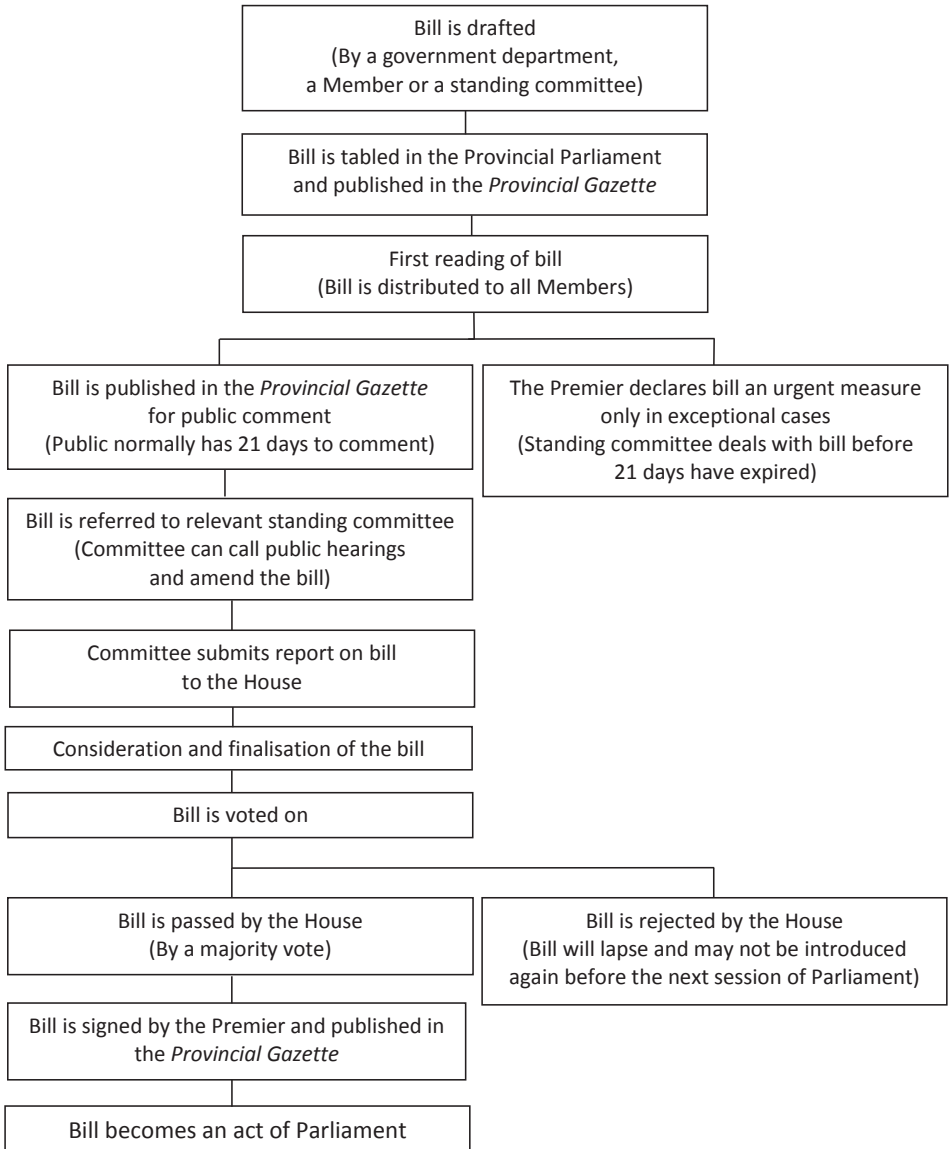 Bill is drafted
(By a government department,
a Member or a standing committee)
Bill is tabled in the Provincial Parliament
and published in the Provincial Gazette
First reading of bill
(Bill is distributed to all Members)
Bill is published in the Provincial Gazette
for public comment
(Public normally has 21 days to comment)
The Premier declares bill an urgent measure
only in exceptional cases
(Standing committee deals with bill before
21 days have expired)
Bill is referred to relevant standing committee
(Committee can call public hearings
and amend the bill)
Committee submits report on bill
to the House
Consideration and finalisation of the bill
Bill is voted on
Bill is passed by the House
(By a majority vote)
Bill is rejected by the House
(Bill will lapse and may not be introduced
again before the next session of Parliament)
Bill is signed by the Premier and published in
the Provincial Gazette
Bill becomes an act of Parliament